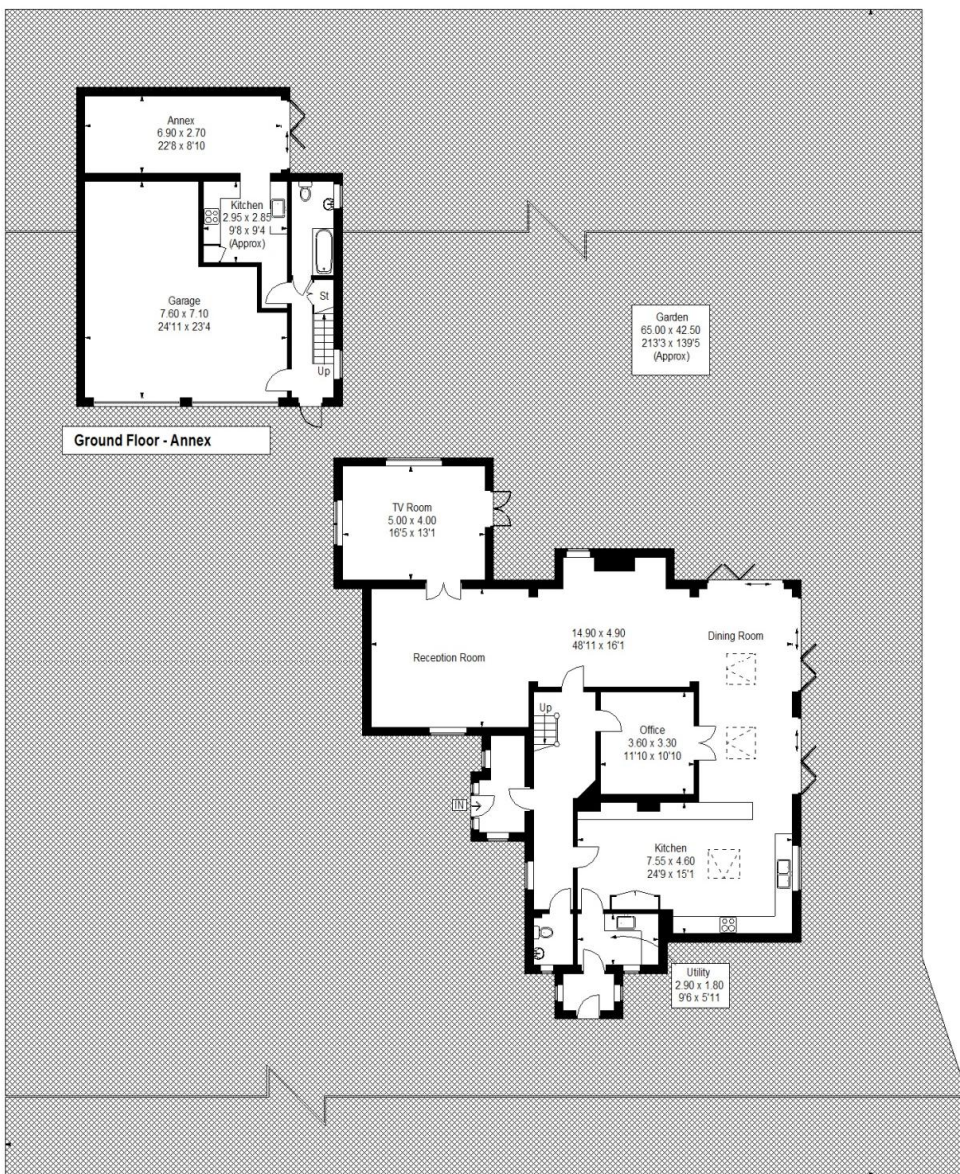 Annex
6.90 x 2.70
22'8 x 8'10
Kitchen
2.95 x 2.85
9'8 x 9'4
(Approx)
Garage
7.60 x 7.10
24'11 x 23'4
St
Up
Garden
65.00 x 42.50
213'3 x 139'5
(Approx)
Ground Floor - Annex
TV Room
5.00 x 4.00
16'5 x 13'1
14.90 x 4.90
48'11 x 16'1
Dining Room
Reception Room
Up
Office
3.60 x 3.30
11'10 x 10'10
IN
Kitchen
7.55 x 4.60
24'9 x 15'1
Utility
2.90 x 1.80
9'6 x 5'11